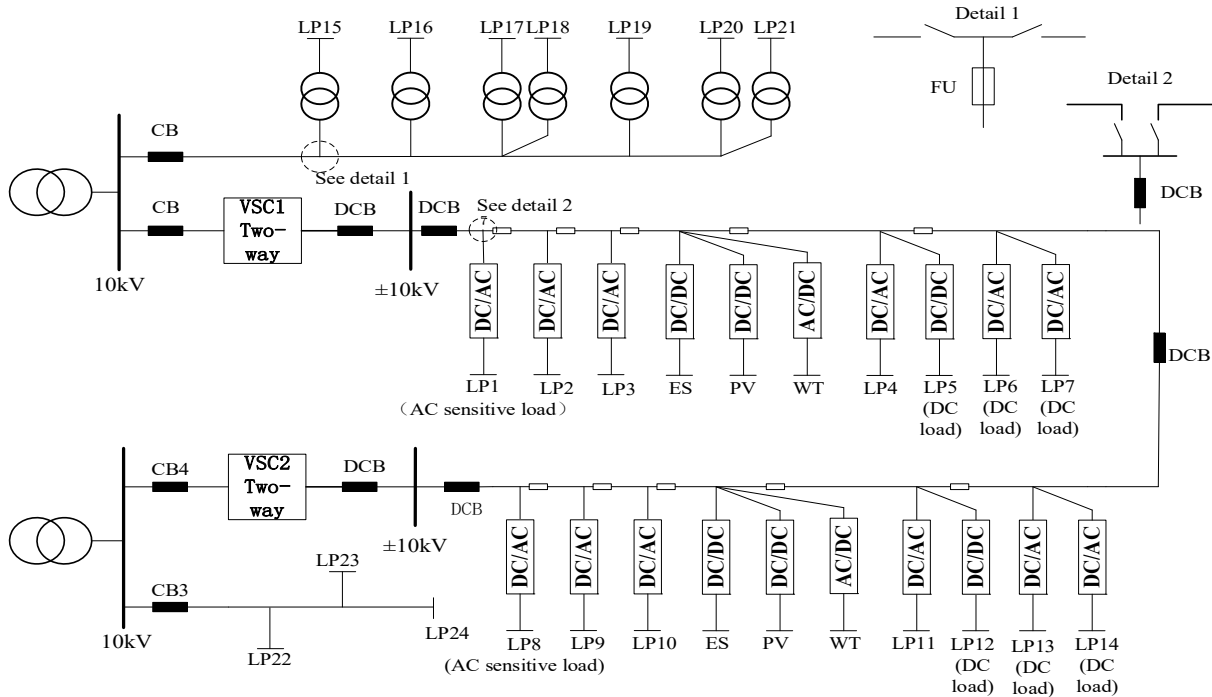 LP15 LP16 LP17 LP18 LP19 LP20 LP21
Detail 1
FU
Detail 2
DCB
CB
See detail 1
CB
VSC1
Two-
way
DCB
DCB
See detail 2
10kV
±10kV
DC/AC DC/AC DC/AC DC/DC DC/DC AC/DC DC/AC DC/DC DC/AC DC/AC
DCB
LP1 LP2 LP3 ES PV WT LP4 LP5 LP6 LP7
(AC sensitive load)
(DC load)
(DC load)
(DC load)
CB4
VSC2
Two-
way
DCB
DCB
±10kV
CB3
10kV
LP23
LP22
LP24
DC/AC DC/AC DC/AC DC/DC DC/DC AC/DC DC/AC DC/DC DC/AC DC/AC
LP8 LP9 LP10 ES PV WT LP11 LP12 LP13 LP14
(AC sensitive load)
(DC load)
(DC load)
(DC load)